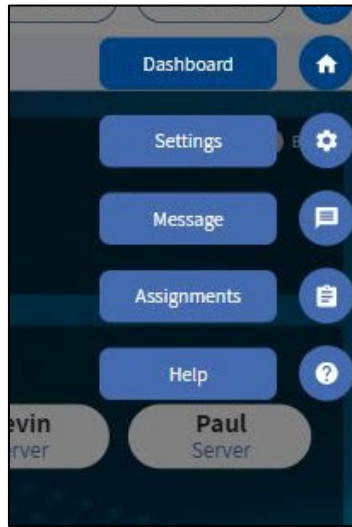 Dashboard
Settings
Message
Assignments
Help
Paul
Server